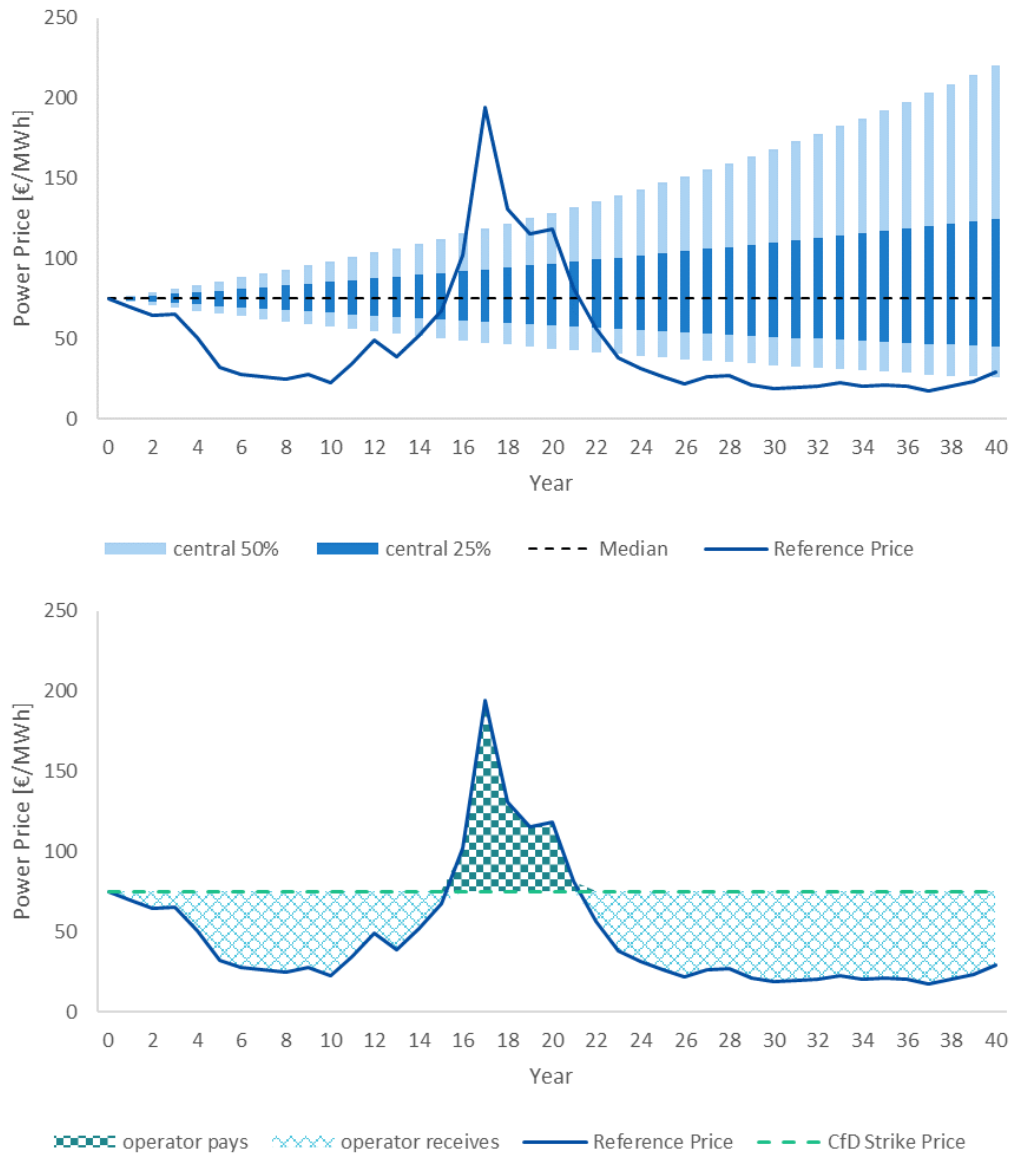 250
200
150
100
50
0
Power Price [€/MWh]
0 2 4 6 8 10 12 14 16 18 20 22 24 26 28 30 32 34 36 38 40
Year
central 50% central 25% Median Reference Price
250
200
150
100
50
0
Power Price [€/MWh]
0 2 4 6 8 10 12 14 16 18 20 22 24 26 28 30 32 34 36 38 40
Year
operator pays operator receives Reference Price CfD Strike Price